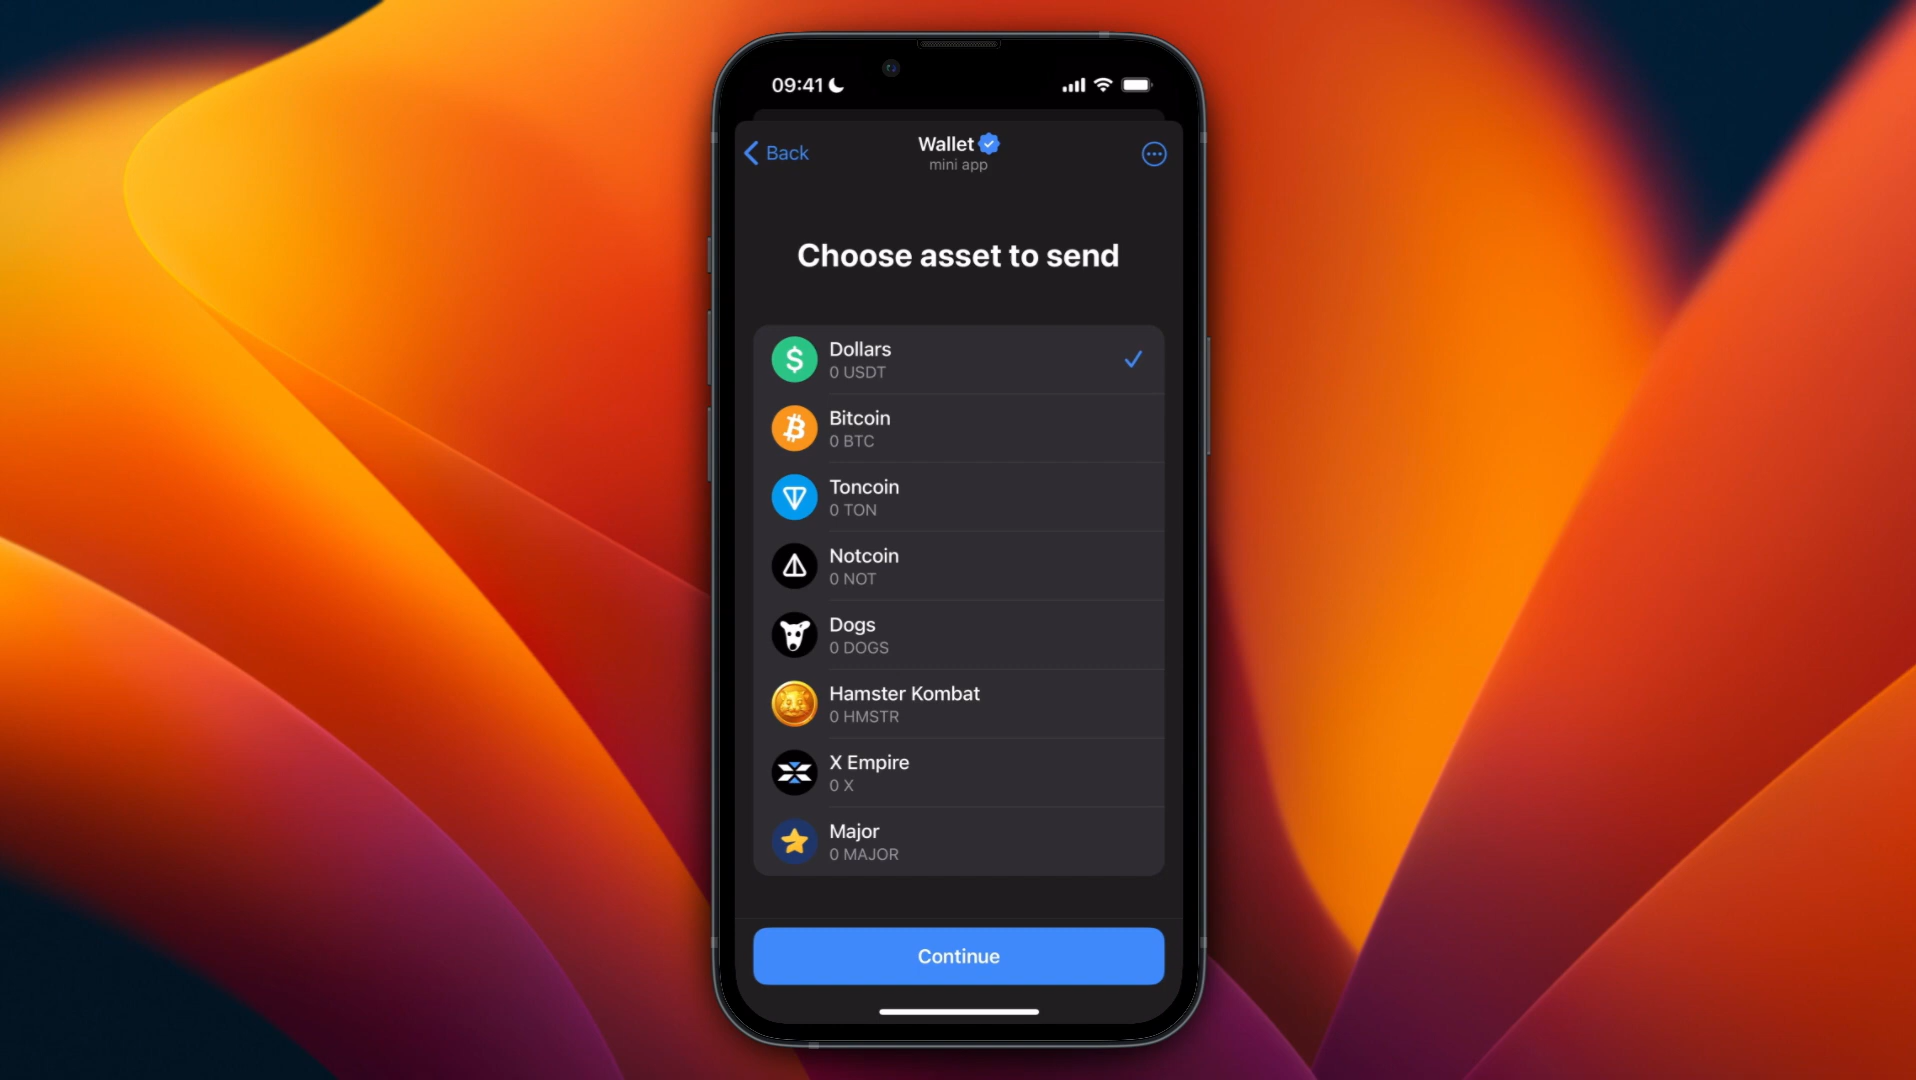 09:41
Back
Wallet
mini app
Choose asset to send
Dollars
0 USDT
Bitcoin
0 BTC
Toncoin
0 TON
Notcoin
0 NOT
Dogs
0 DOGS
Hamster Kombat
0 HMSTR
X Empire
0 X
Major
0 MAJOR
Continue